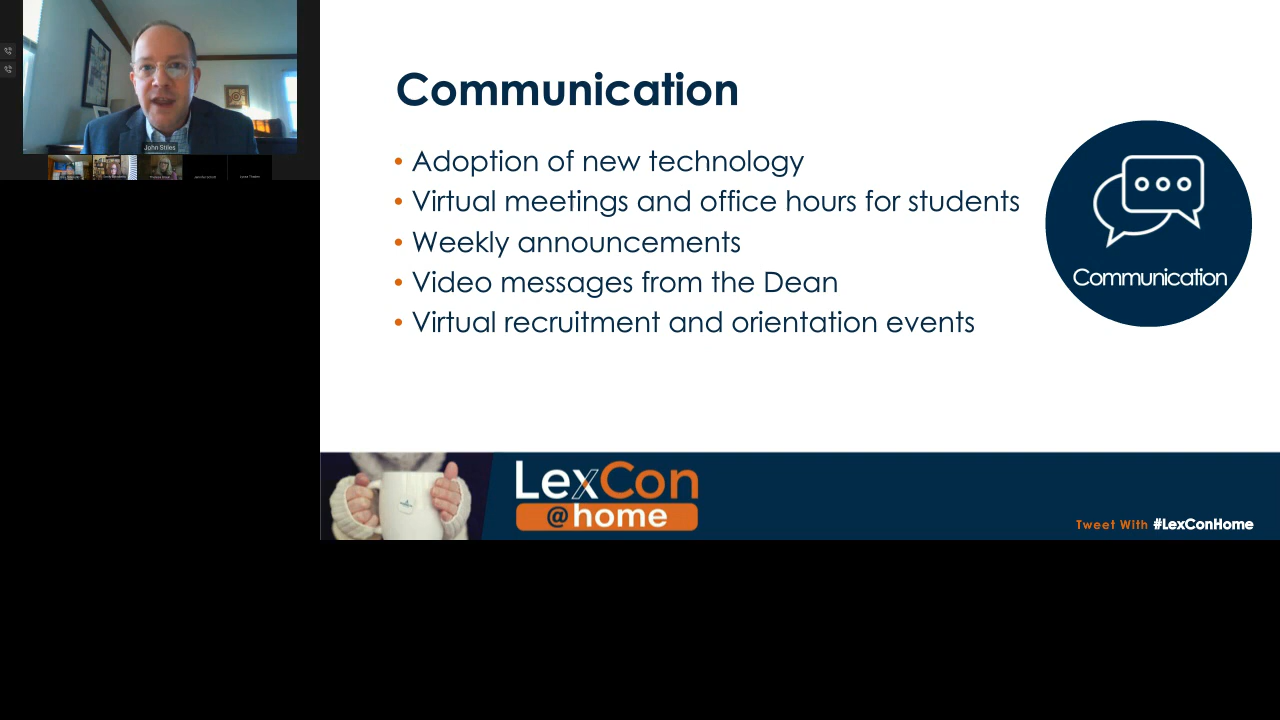 John Stiles
Communication
• Adoption of new technology
• Virtual meetings and office hours for students
• Weekly announcements
• Video messages from the Dean
• Virtual recruitment and orientation events
Communication
LexCon
@home
Tweet With #LexConHome